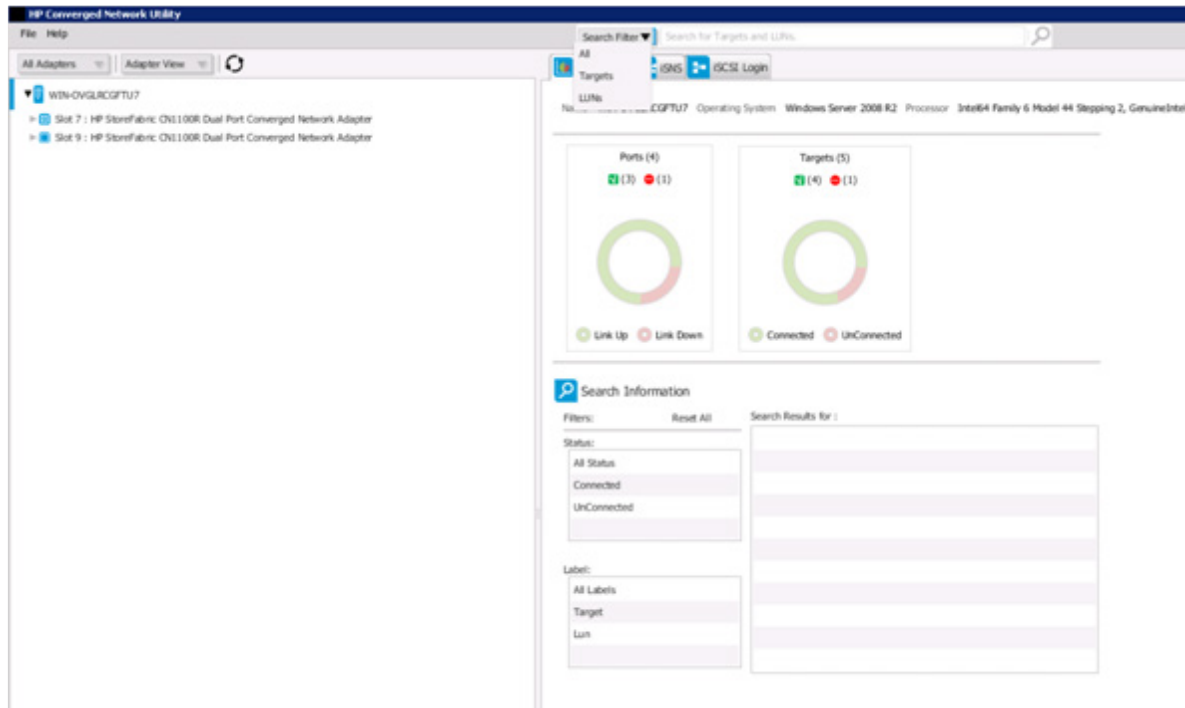 HP Converged Network Utility
File Help
Search Filter Search for Targets and LUNs.
All
Targets
LUNs
All Adapters Adapter View
iSNS iSCSI Login
WIN-OVGLRCGFTU7
Slot 7 : HP StoreFabric CN1100R Dual Port Converged Network Adapter
Slot 9 : HP StoreFabric CN1100R Dual Port Converged Network Adapter
Operating System Windows Server 2008 R2 Processor Intel64 Family 6 Model 44 Stepping 2, GenuineIntel
Ports (4)
(3) (1)
Link Up Link Down
Targets (5)
(4) (1)
Connected UnConnected
Search Information
Filters: Reset All
Status:
All Status
Connected
UnConnected
Label:
All Labels
Target
Lun
Search Results for :